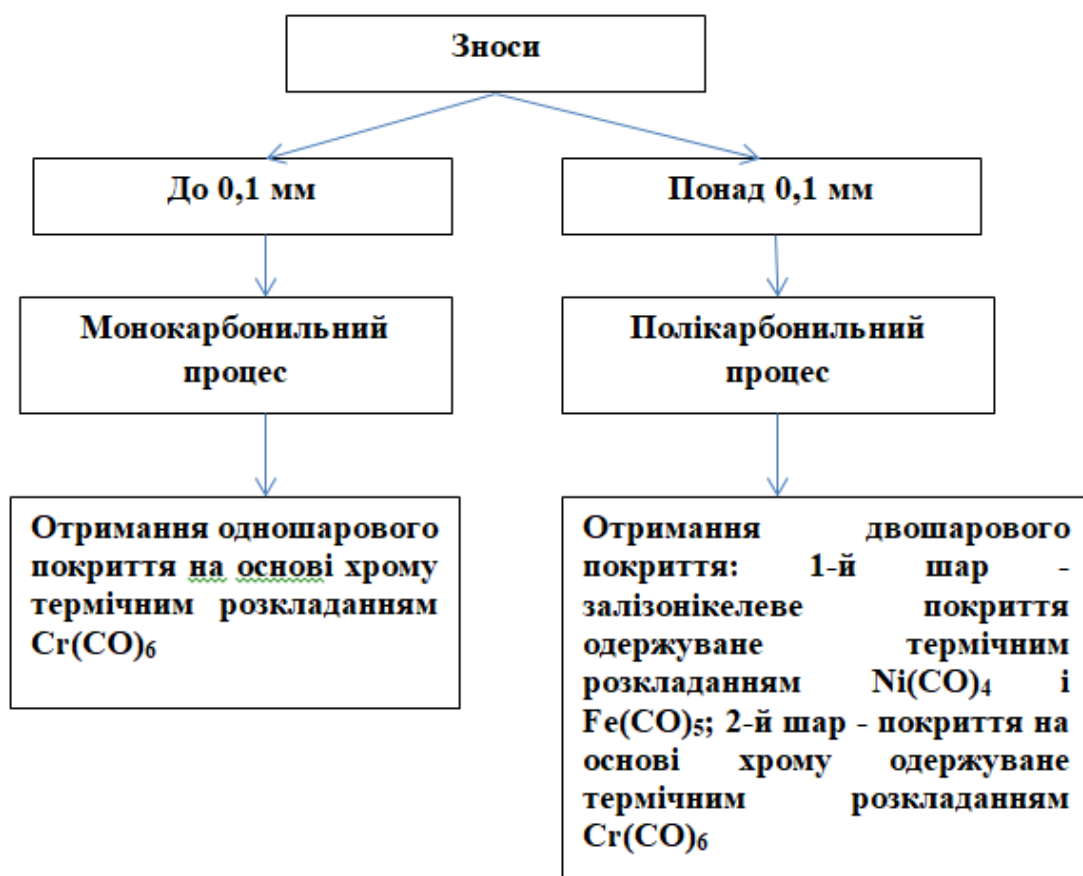 Зноси
До 0,1 мм
Понад 0,1 мм
Монокарбонильний
процес
Полікарбонильний
процес
Отримання одношарового
покриття на основі хрому
термічним розкладанням
Cr(CO)₆
Отримання двошарового
покриття: 1-й шар -
залізонікелеве покриття
одержуване термічним
розкладанням Ni(CO)₄ і
Fe(CO)₅; 2-й шар - покриття на
основі хрому одержуване
термічним розкладанням
Cr(CO)₆